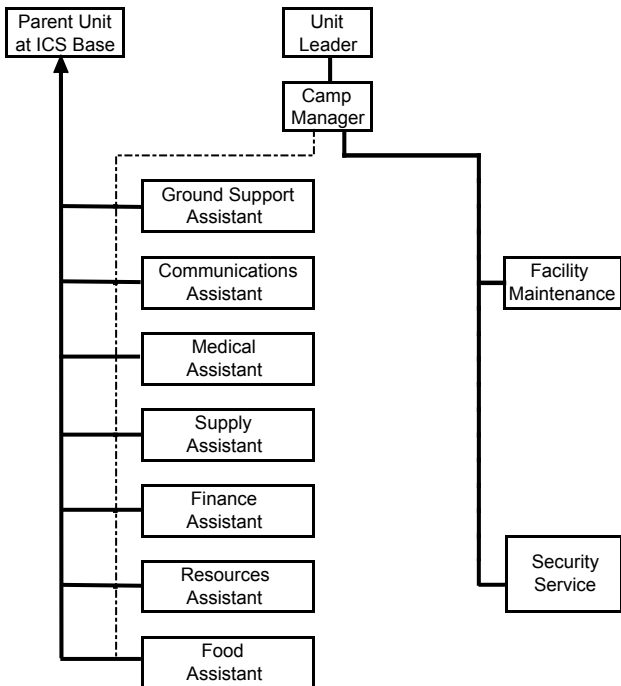 Parent Unit
at ICS Base
Unit
Leader
Camp
Manager
Ground Support
Assistant
Communications
Assistant
Facility
Maintenance
Medical
Assistant
Supply
Assistant
Finance
Assistant
Resources
Assistant
Security
Service
Food
Assistant